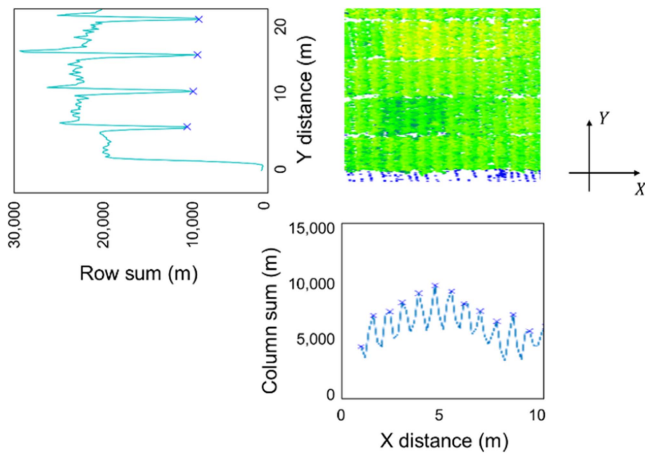 20
10
0
Y distance (m)
30,000
20,000
10,000
0
Row sum (m)
Y
X
15,000
10,000
5,000
0
Column sum (m)
0
5
10
X distance (m)